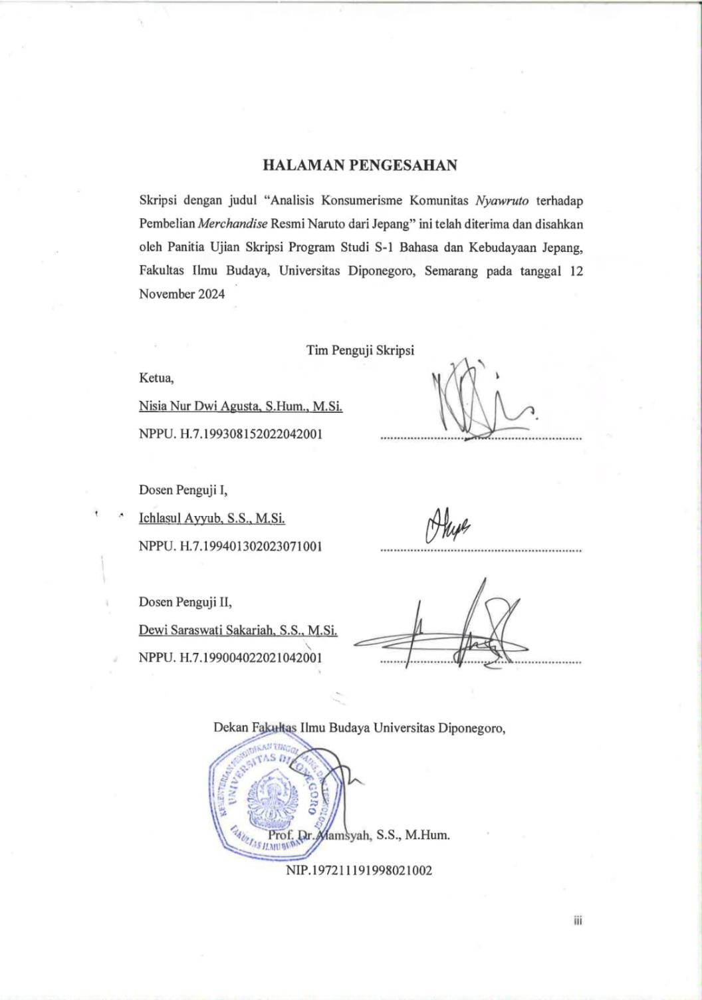 HALAMAN PENGESAHAN
Skripsi dengan judul “Analisis Konsumerisme Komunitas Nyawruto terhadap
Pembelian Merchandise Resmi Naruto dari Jepang” ini telah diterima dan disahkan
oleh Panitia Ujian Skripsi Program Studi S-1 Bahasa dan Kebudayaan Jepang,
Fakultas Ilmu Budaya, Universitas Diponegoro, Semarang pada tanggal 12
November 2024
Tim Penguji Skripsi
Ketua,
Nisia Nur Dwi Agusta, S.Hum., M.Si.
NPPU. H.7.199308152022042001
Dosen Penguji I,
Ichlasul Ayyub, S.S., M.Si.
NPPU. H.7.199401302023071001
Dosen Penguji II,
Dewi Saraswati Sakariah, S.S., M.Si.
NPPU. H.7.199004022021042001
Dekan Fakultas Ilmu Budaya Universitas Diponegoro,
KEMENTERIAN PENDIDIKAN TINGGI, SAINS, DAN TEKNOLOGI
UNIVERSITAS DIPONEGORO
FAKULTAS ILMU BUDAYA
Prof. Dr.Alamsyah, S.S., M.Hum.
NIP.197211191998021002
iii